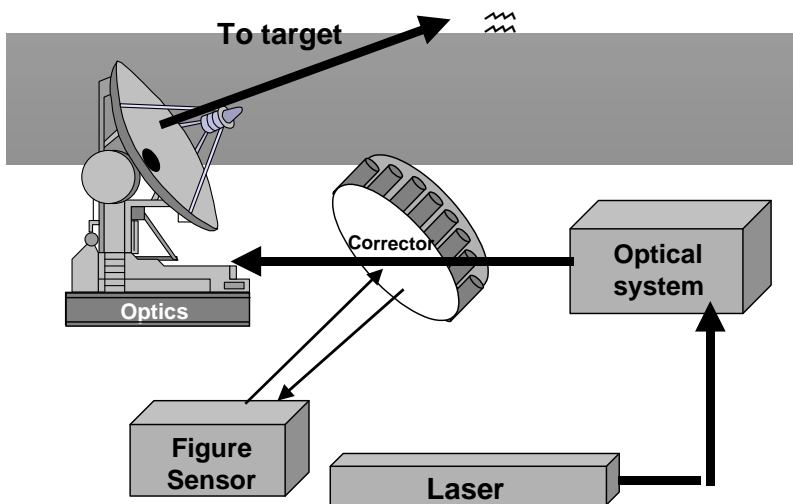 To target
Corrector
Optical
system
Optics
Figure
Sensor
Laser